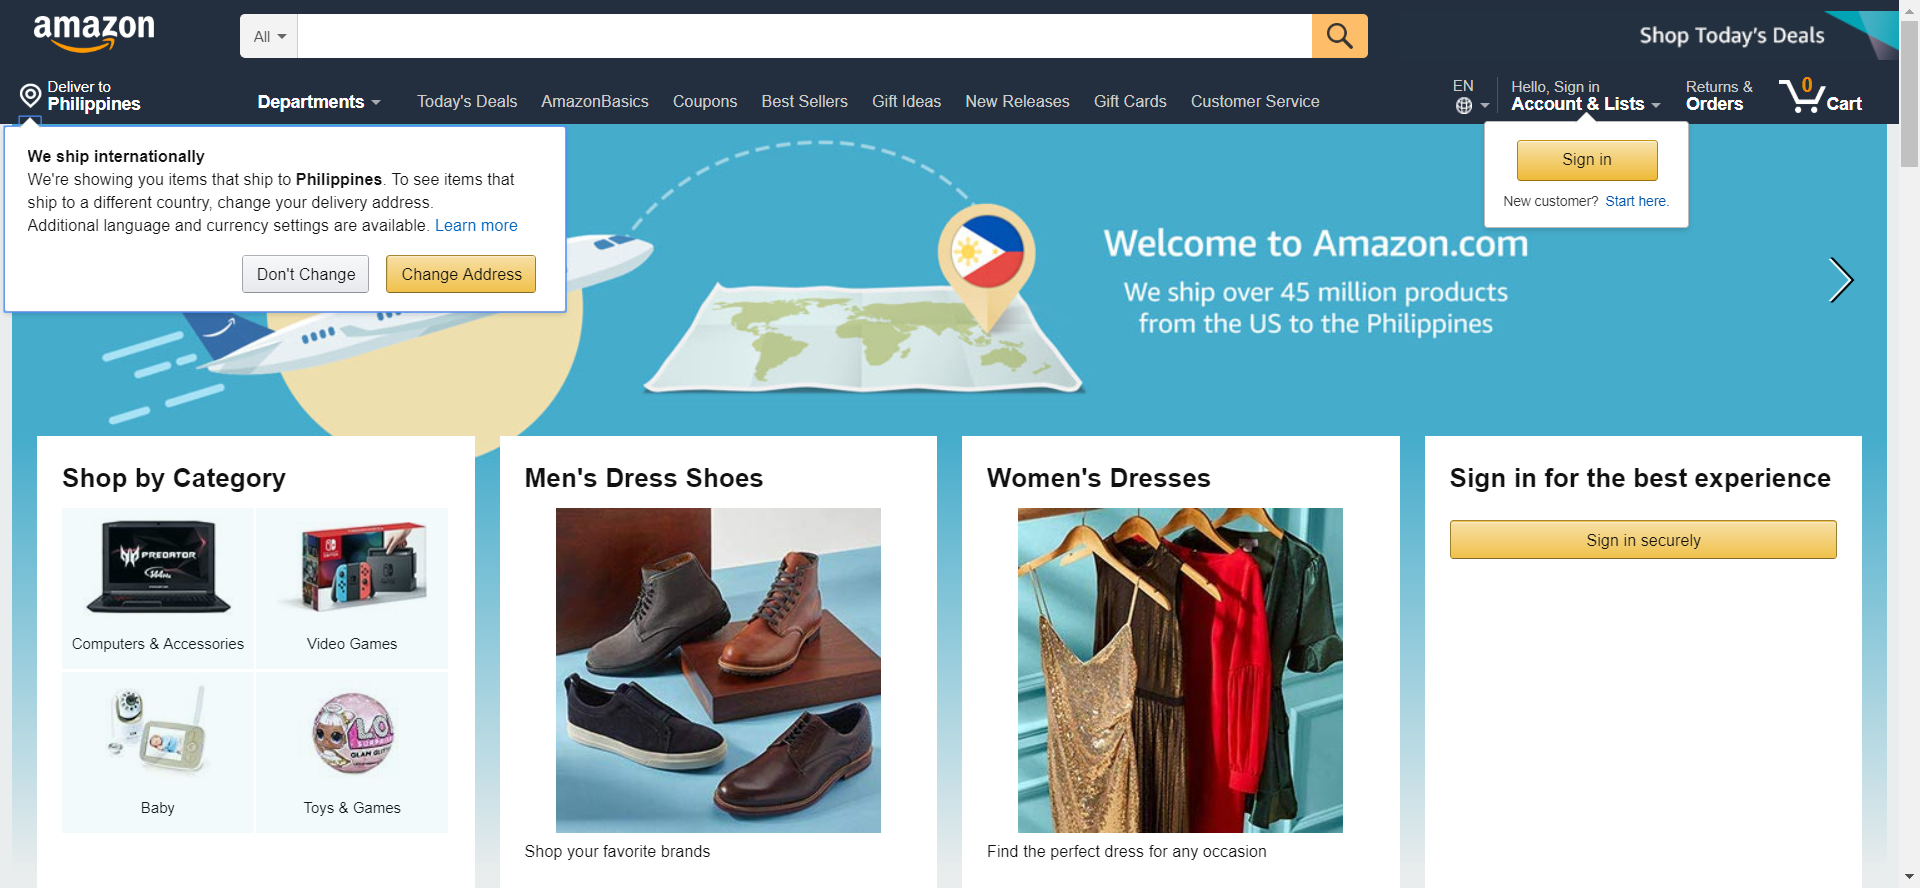 amazon
All
Shop Today's Deals
Deliver to
Philippines
Departments
Today's Deals
AmazonBasics
Coupons
Best Sellers
Gift Ideas
New Releases
Gift Cards
Customer Service
EN
Hello, Sign in
Account & Lists
Returns &
Orders
0
Cart
We ship internationally
We're showing you items that ship to Philippines. To see items that
ship to a different country, change your delivery address.
Additional language and currency settings are available. Learn more
Don't Change
Change Address
Sign in
New customer? Start here.
Welcome to Amazon.com
We ship over 45 million products
from the US to the Philippines
Shop by Category
PREDATOR
144Hz
Computers & Accessories
Video Games
Baby
L.O.L.
SURPRISE
GLAM GLITTER
Toys & Games
Men's Dress Shoes
Shop your favorite brands
Women's Dresses
Find the perfect dress for any occasion
Sign in for the best experience
Sign in securely